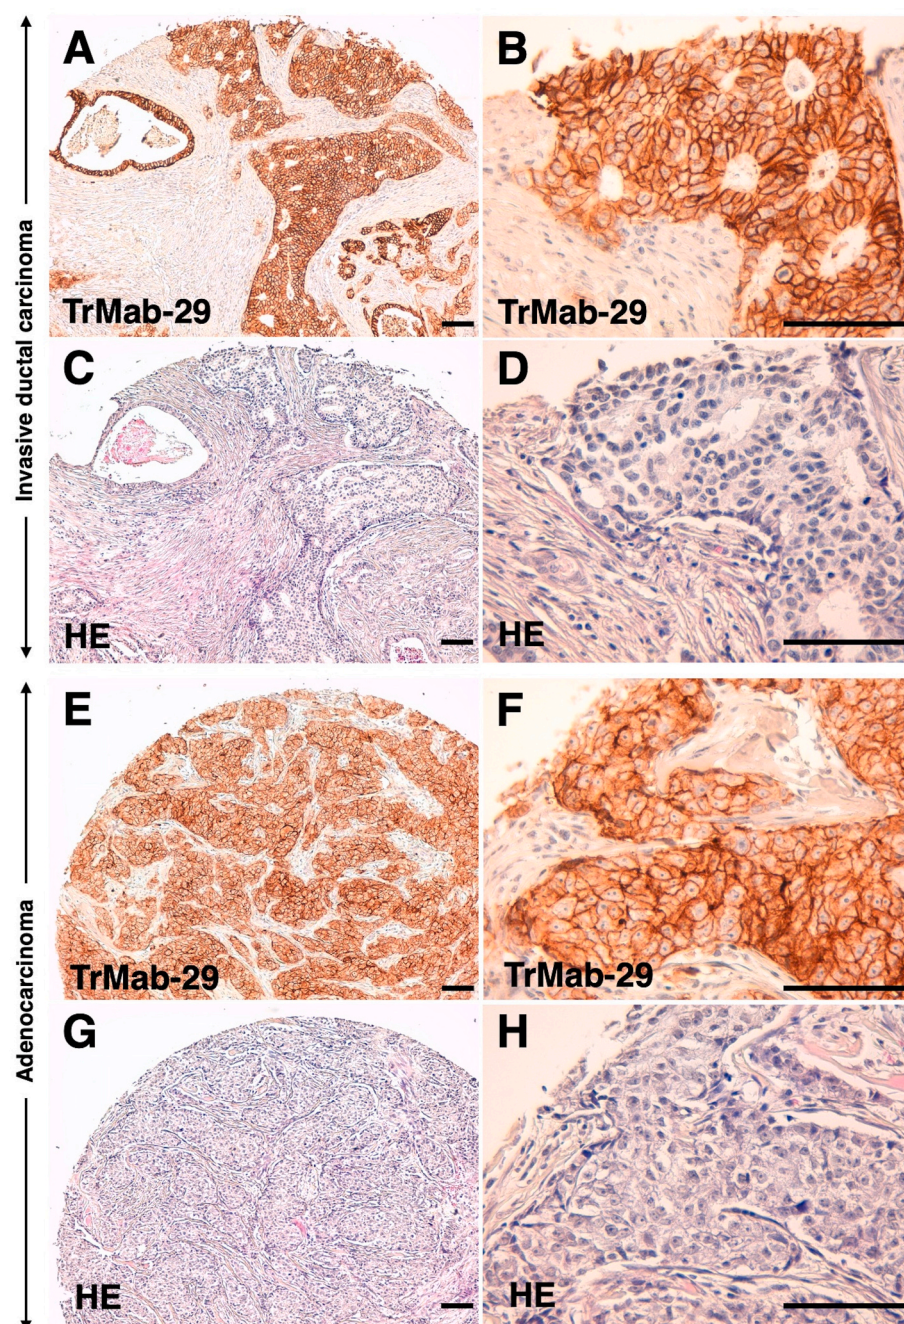 Invasive ductal carcinoma
A
TrMab-29
B
TrMab-29
C
HE
D
HE
Adenocarcinoma
E
TrMab-29
F
TrMab-29
G
HE
H
HE